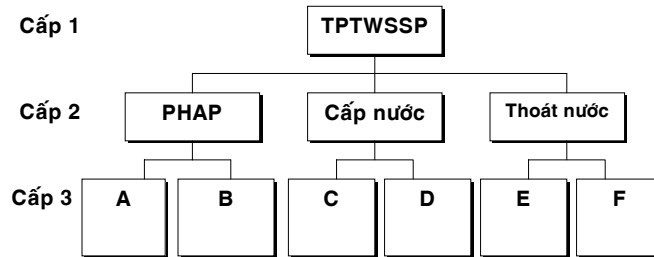 Cấp 1 TPTWSSP
Cấp 2 PHAP Cấp nước Thoát nước
Cấp 3 A B C D E F